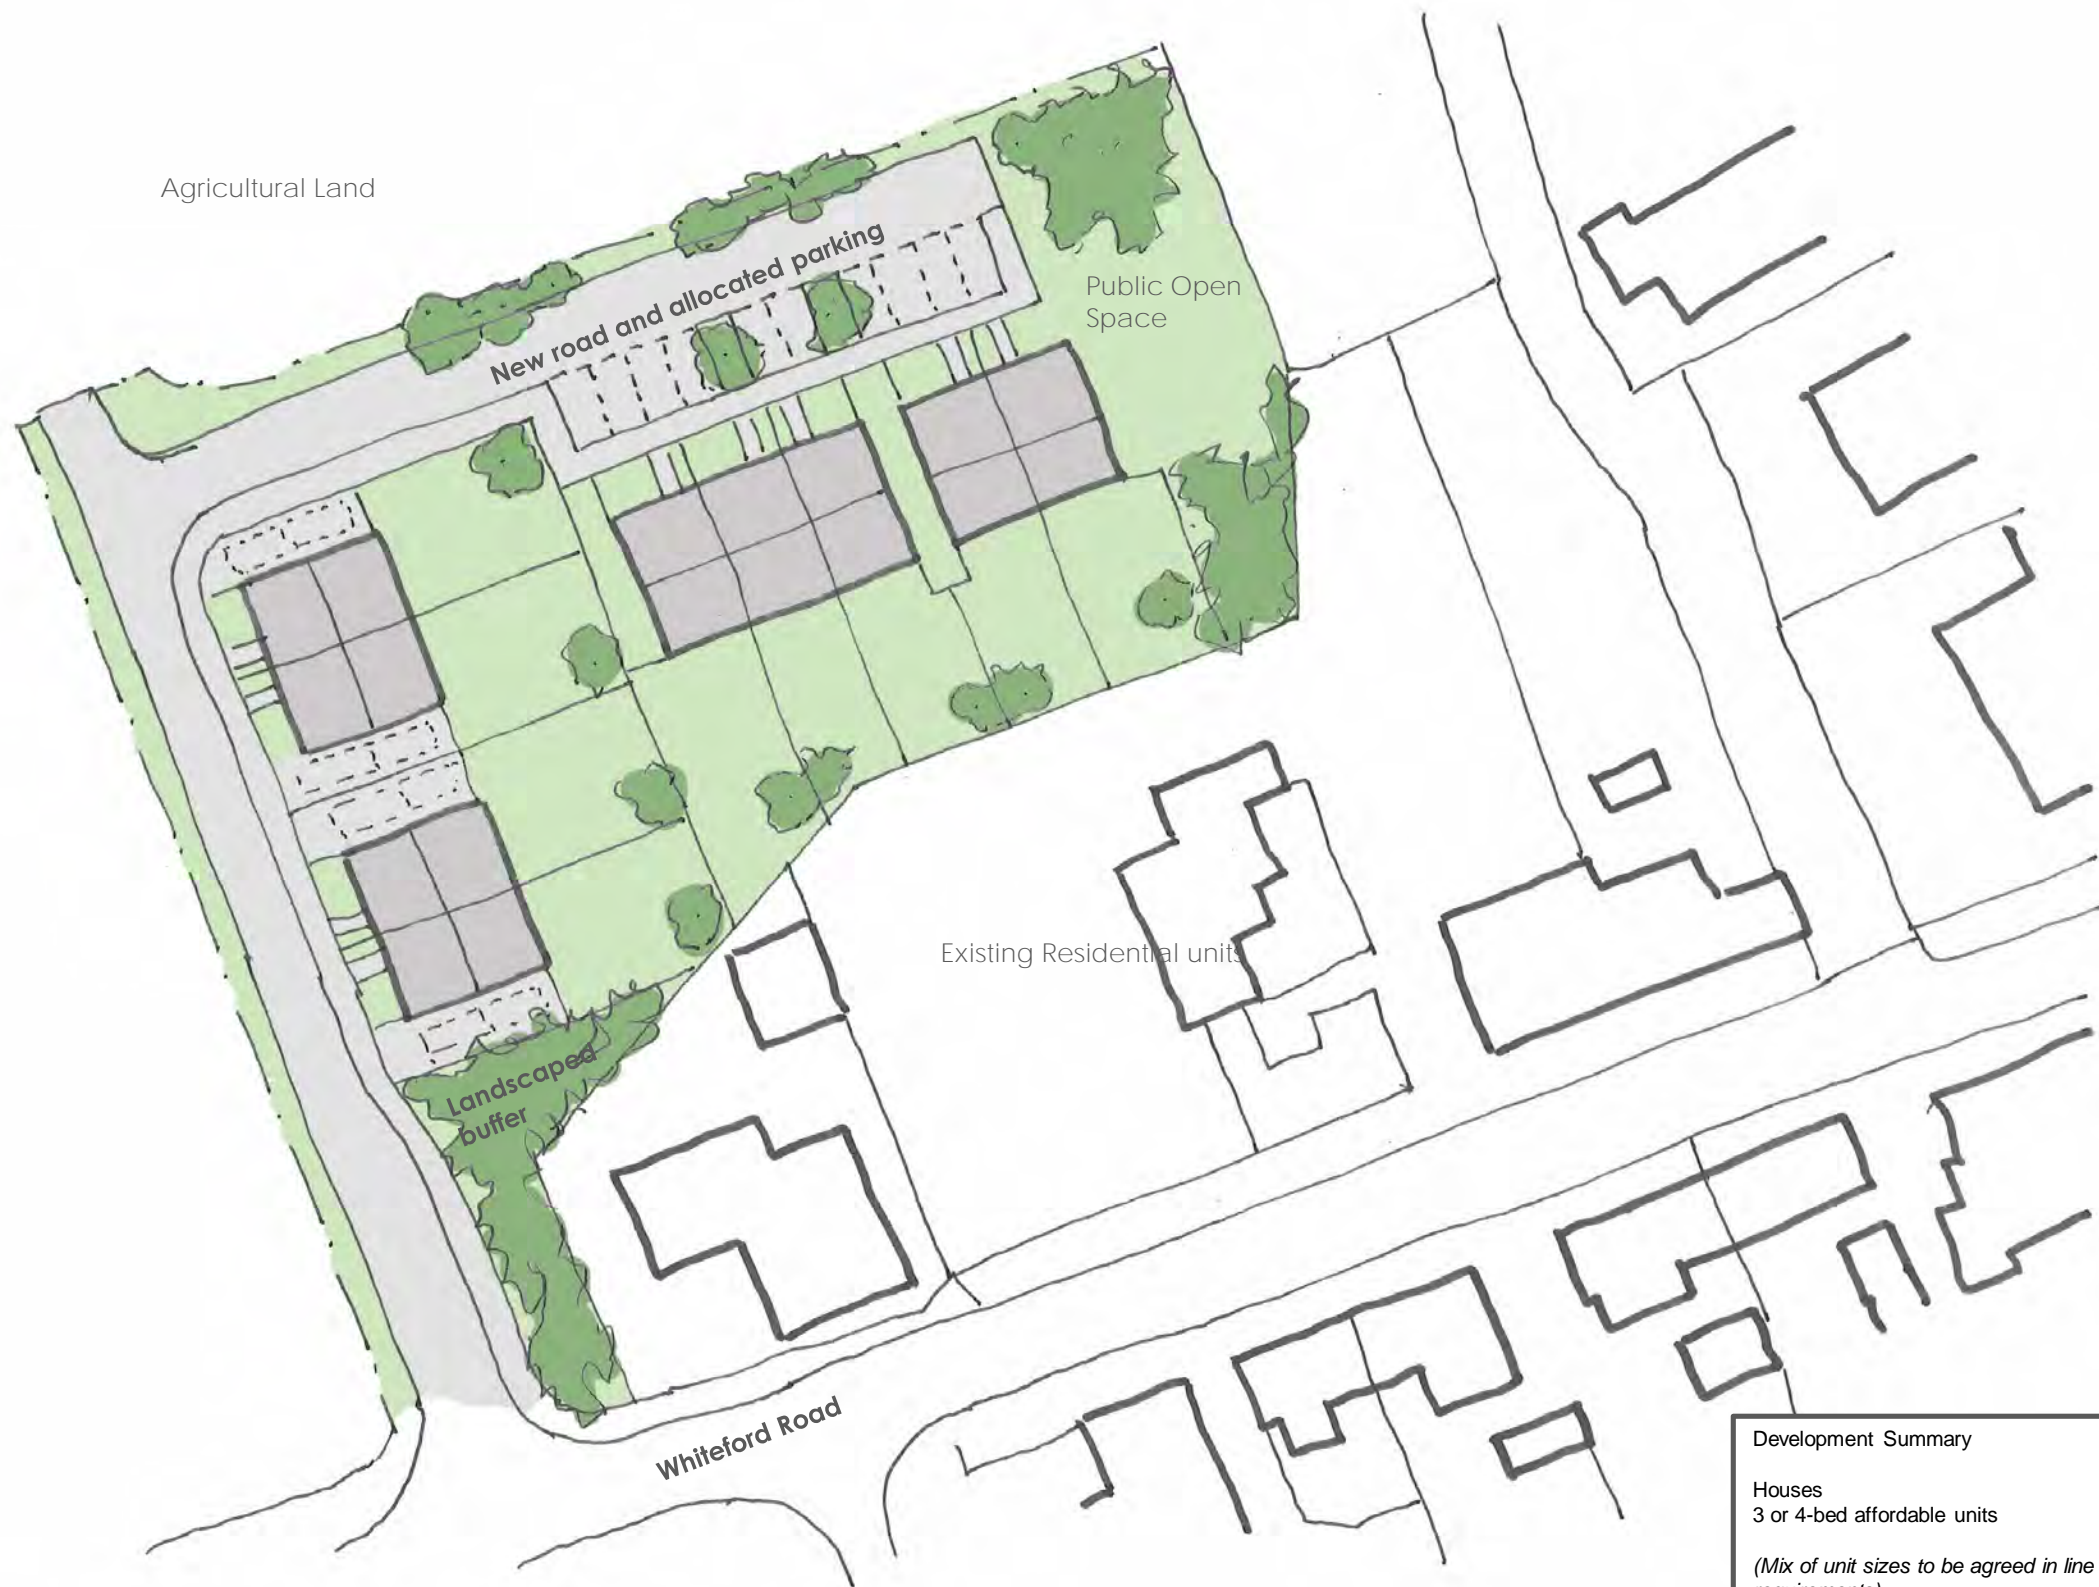 Agricultural Land
New road and allocated parking
Public Open
Space
Existing Residential units
Landscaped
buffer
Whiteford Road
Development Summary
Houses
3 or 4-bed affordable units
(Mix of unit sizes to be agreed in line
requirements)